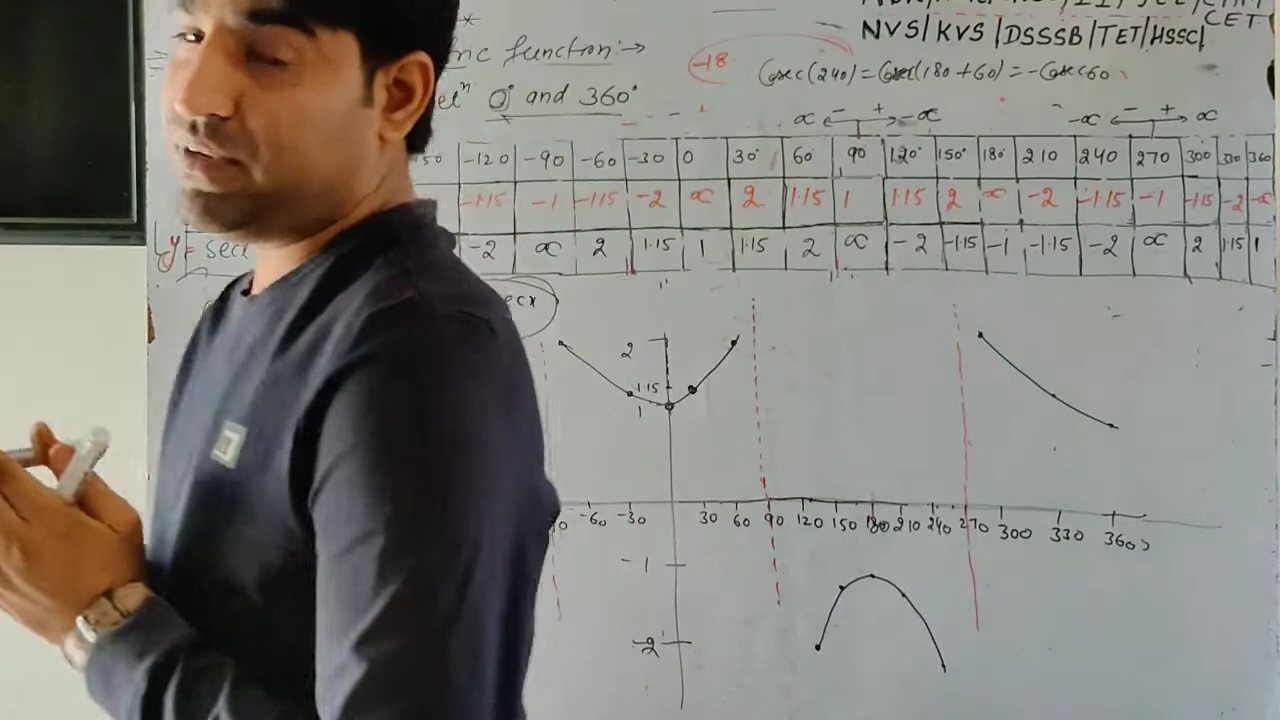 CET
NVS/ KVS /DSSSB/TET/HSSC/
nc function:→
-18 Cosec(240) = Cosec(180+60) = -Cosec60
0° and 360°
∝ ← - + → -∝ -∝ ← - + → ∝
-120 -90 -60 -30 0 30° 60 90 120° 150° 180° 210 240 270 300 330 360
-1.15 -1 -1.15 -2 ∝ 2 1.15 1 1.15 2 ∝ -2 -1.15 -1 -1.15 -2 -∝
y = secx -2 ∝ 2 1.15 1 1.15 2 ∝ -2 -1.15 -1 -1.15 -2 ∝ 2 1.15 1
ecx
2
1.15
1
-60 -30 30 60 90 120 150 180 210 240 270 300 330 360
-1
-2